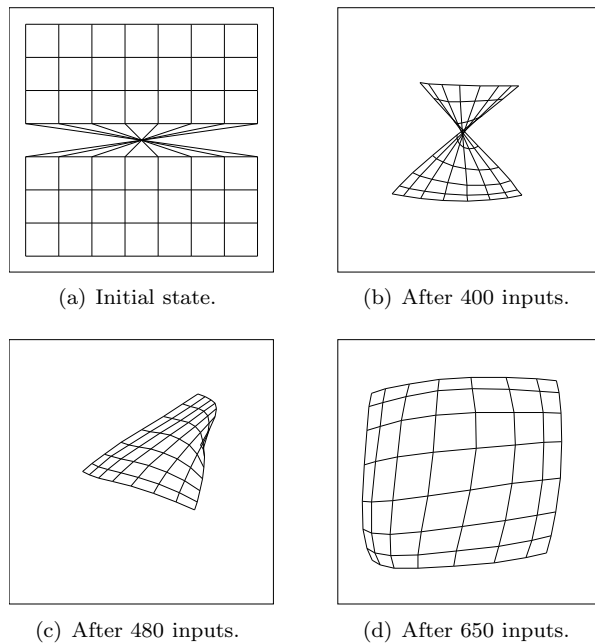 (a) Initial state.
(b) After 400 inputs.
(c) After 480 inputs.
(d) After 650 inputs.